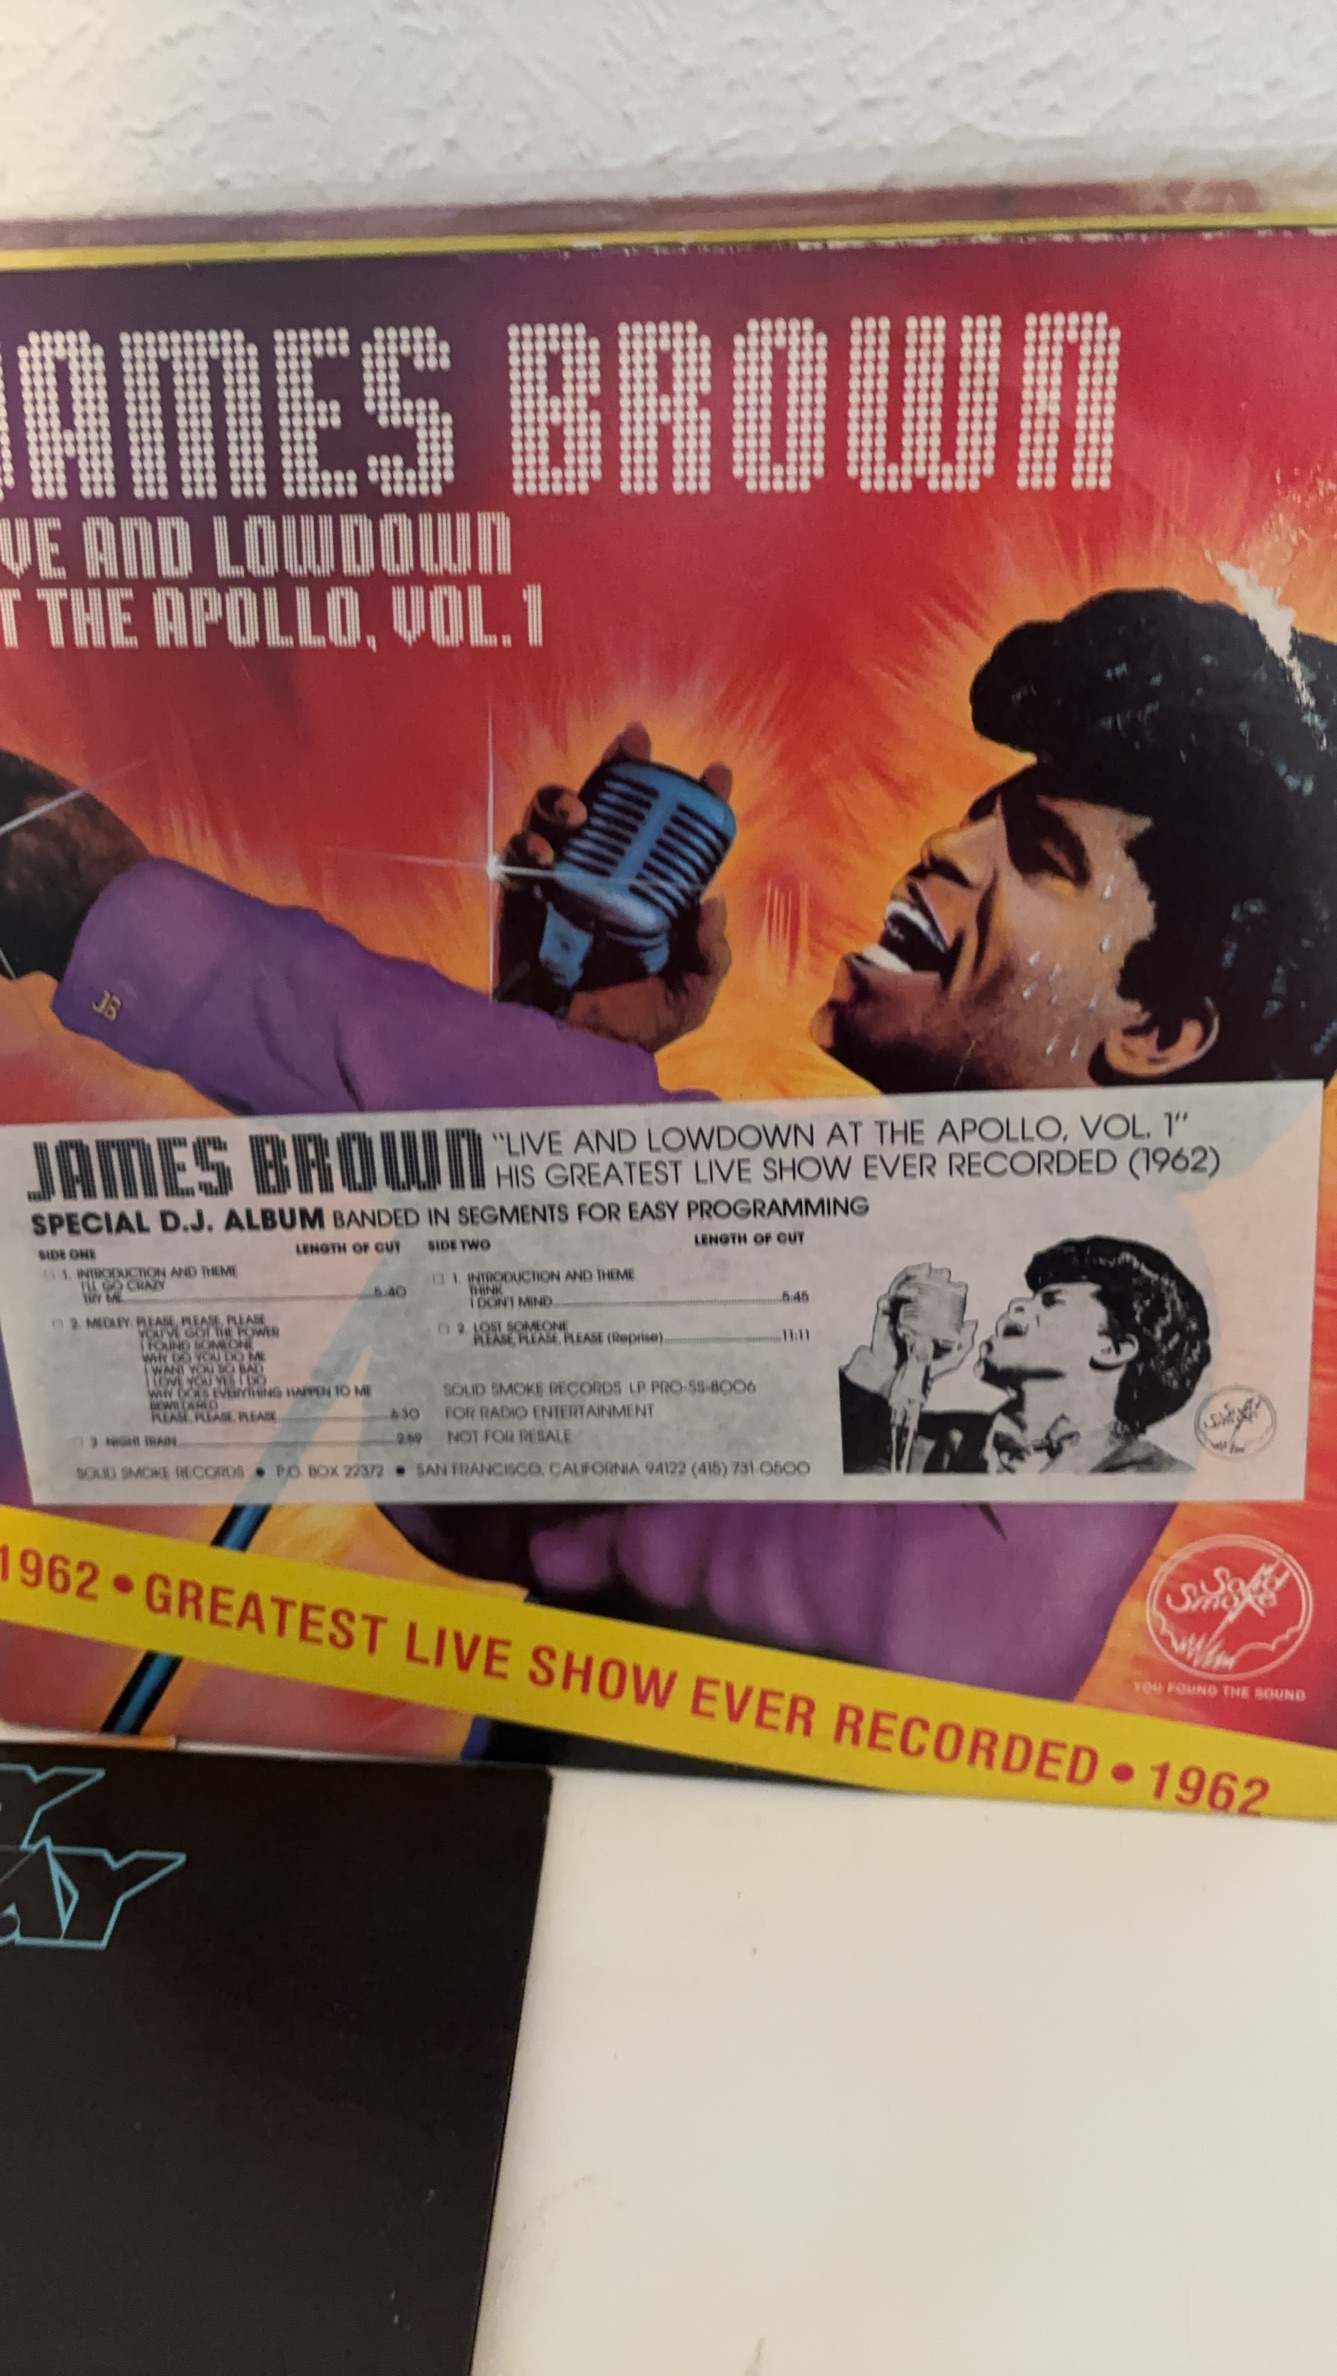 JAMES BROWN
VE AND LOWDOWN
T THE APOLLO, VOL. 1
JB
JAMES BROWN "LIVE AND LOWDOWN AT THE APOLLO, VOL. 1"
HIS GREATEST LIVE SHOW EVER RECORDED (1962)
SPECIAL D.J. ALBUM BANDED IN SEGMENTS FOR EASY PROGRAMMING
SIDE ONE LENGTH OF CUT
1. INTRODUCTION AND THEME
I'LL GO CRAZY
TRY ME 5:40
2. MEDLEY: PLEASE, PLEASE, PLEASE
YOU'VE GOT THE POWER
I FOUND SOMEONE
WHY DO YOU DO ME
I WANT YOU SO BAD
I LOVE YOU YES I DO
WHY DOES EVERYTHING HAPPEN TO ME
BEWILDERED
PLEASE, PLEASE, PLEASE 6:30
3. NIGHT TRAIN 2:59
SIDE TWO LENGTH OF CUT
1. INTRODUCTION AND THEME
THINK
I DON'T MIND 5:45
2. LOST SOMEONE
PLEASE, PLEASE, PLEASE (Reprise) 11:11
SOLID SMOKE RECORDS LP PRO-SS-8006
FOR RADIO ENTERTAINMENT
NOT FOR RESALE
SOLID SMOKE RECORDS • P.O. BOX 22372 • SAN FRANCISCO, CALIFORNIA 94122 (415) 731-0500
Solid
Smoke
YOU FOUND THE SOUND
1962 • GREATEST LIVE SHOW EVER RECORDED • 1962
Y
AY